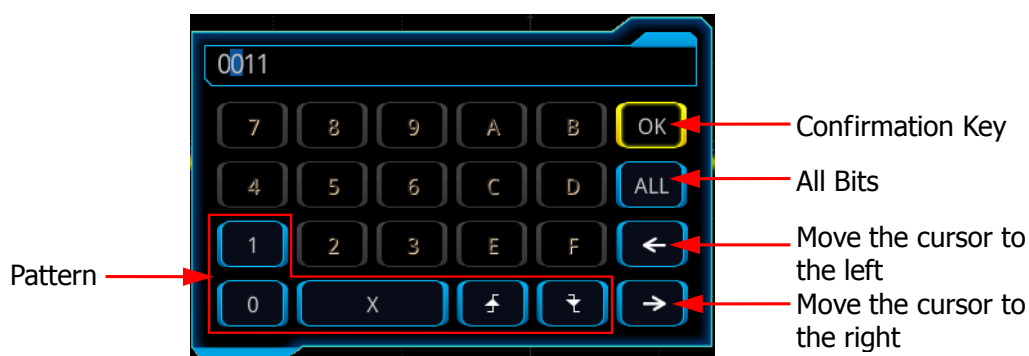 0011
7 8 9 A B OK
Confirmation Key
4 5 6 C D ALL
All Bits
1 2 3 E F ←
Move the cursor to
the left
Pattern
0 X →
Move the cursor to
the right